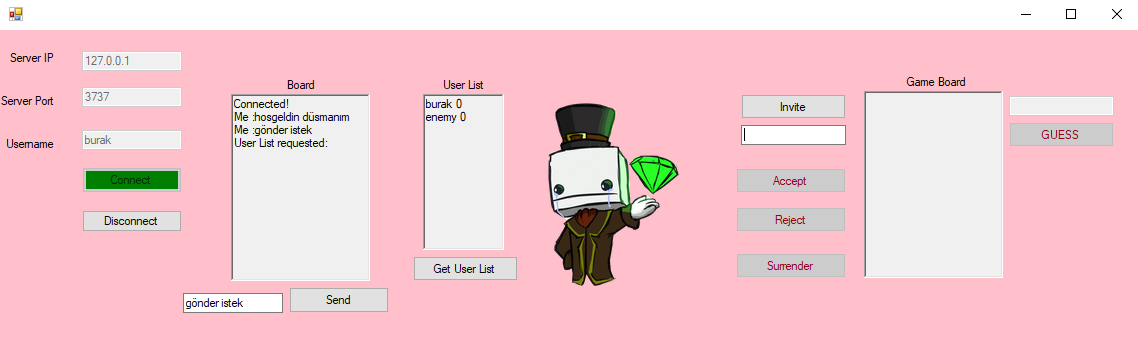 Server IP
127.0.0.1
Server Port
3737
Username
burak
Connect
Disconnect
Board
Connected!
Me :hosgeldin düsmanım
Me :gönder istek
User List requested:
gönder istek
Send
User List
burak 0
enemy 0
Get User List
Invite
Accept
Reject
Surrender
Game Board
GUESS